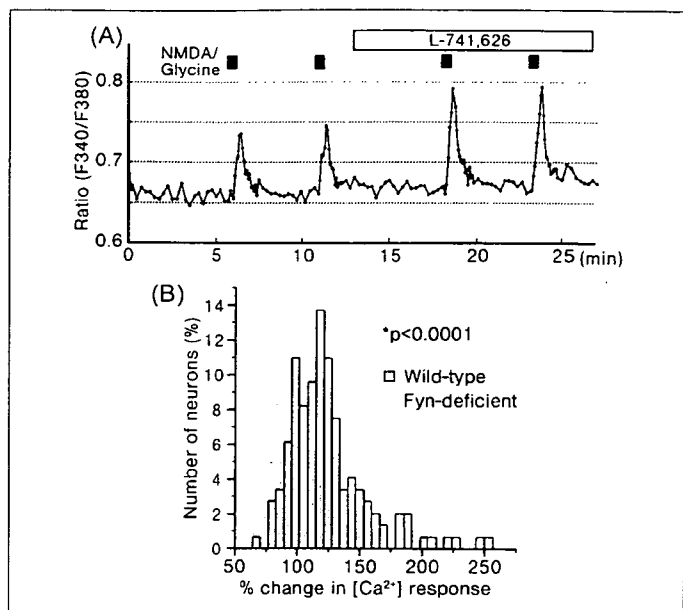 (A)
L-741,626
NMDA/
Glycine
Ratio (F340/F380)
0.8
0.7
0.6
0 5 10 15 20 25 (min)
(B)
Number of neurons (%)
14
12
10
8
6
4
2
0
*p<0.0001
Wild-type
Fyn-deficient
50 100 150 200 250
% change in [Ca²⁺] response